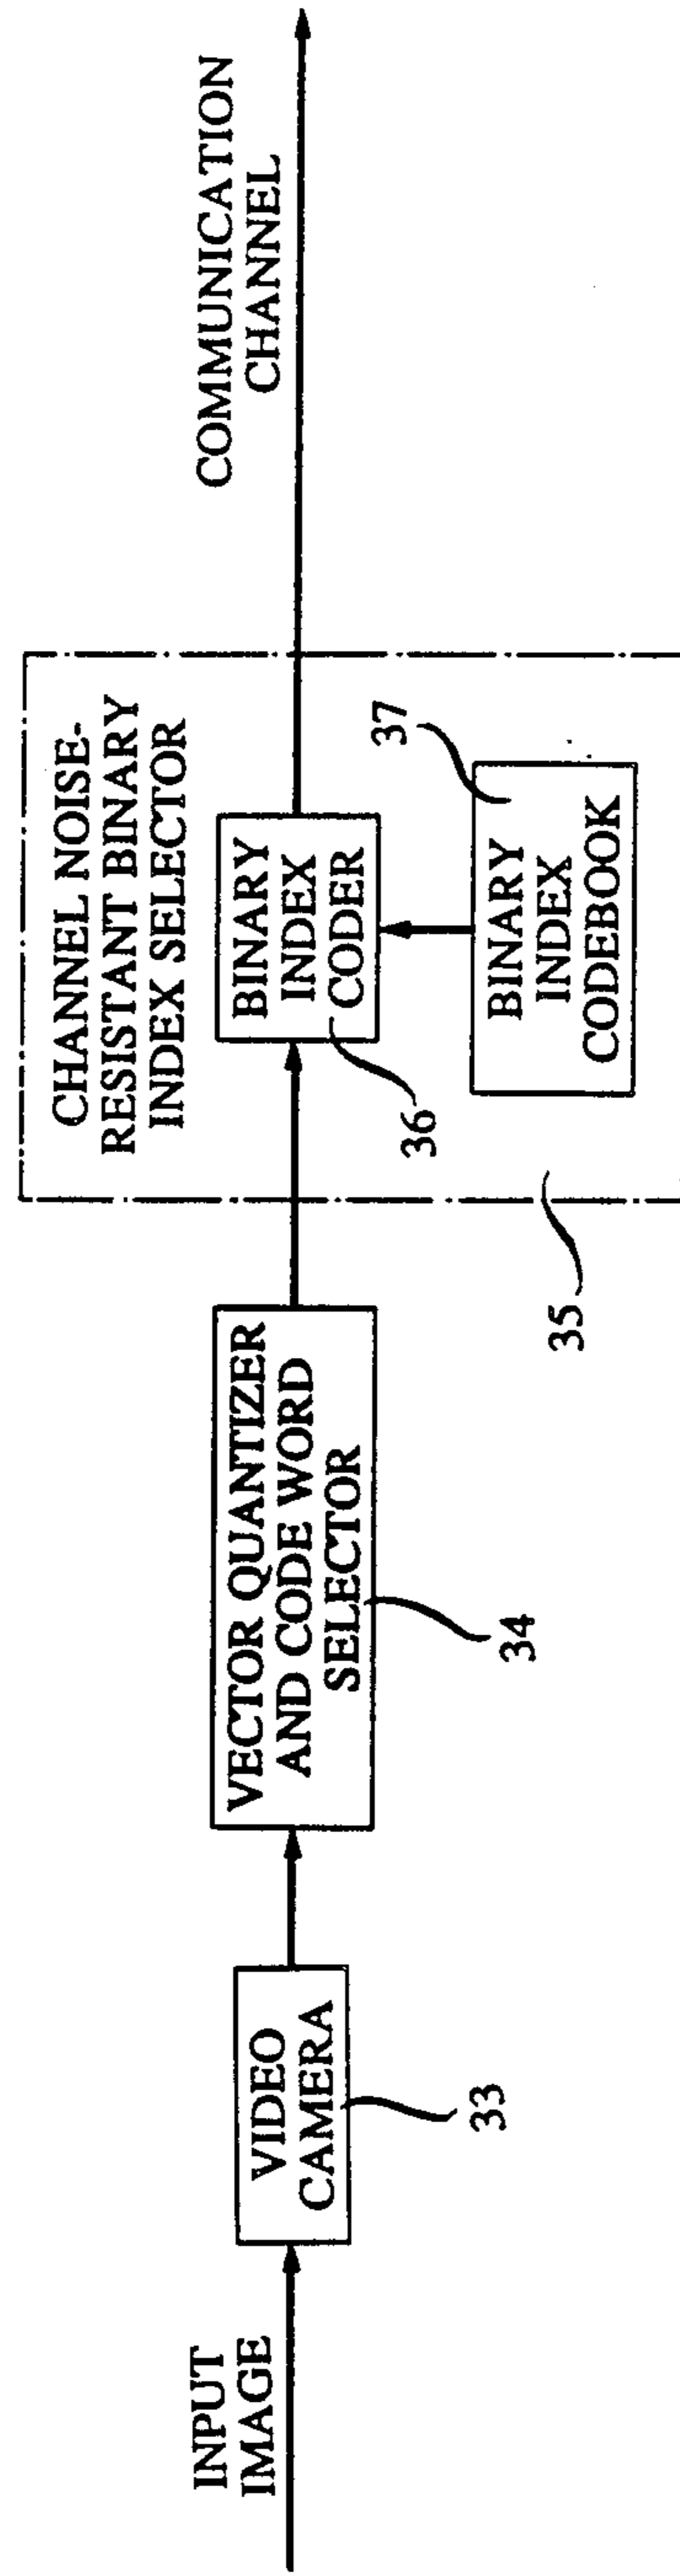 INPUT
IMAGE
VIDEO
CAMERA
33
VECTOR QUANTIZER
AND CODE WORD
SELECTOR
34
CHANNEL NOISE-
RESISTANT BINARY
INDEX SELECTOR
BINARY
INDEX
CODER
36
BINARY
INDEX
CODEBOOK
37
35
COMMUNICATION
CHANNEL